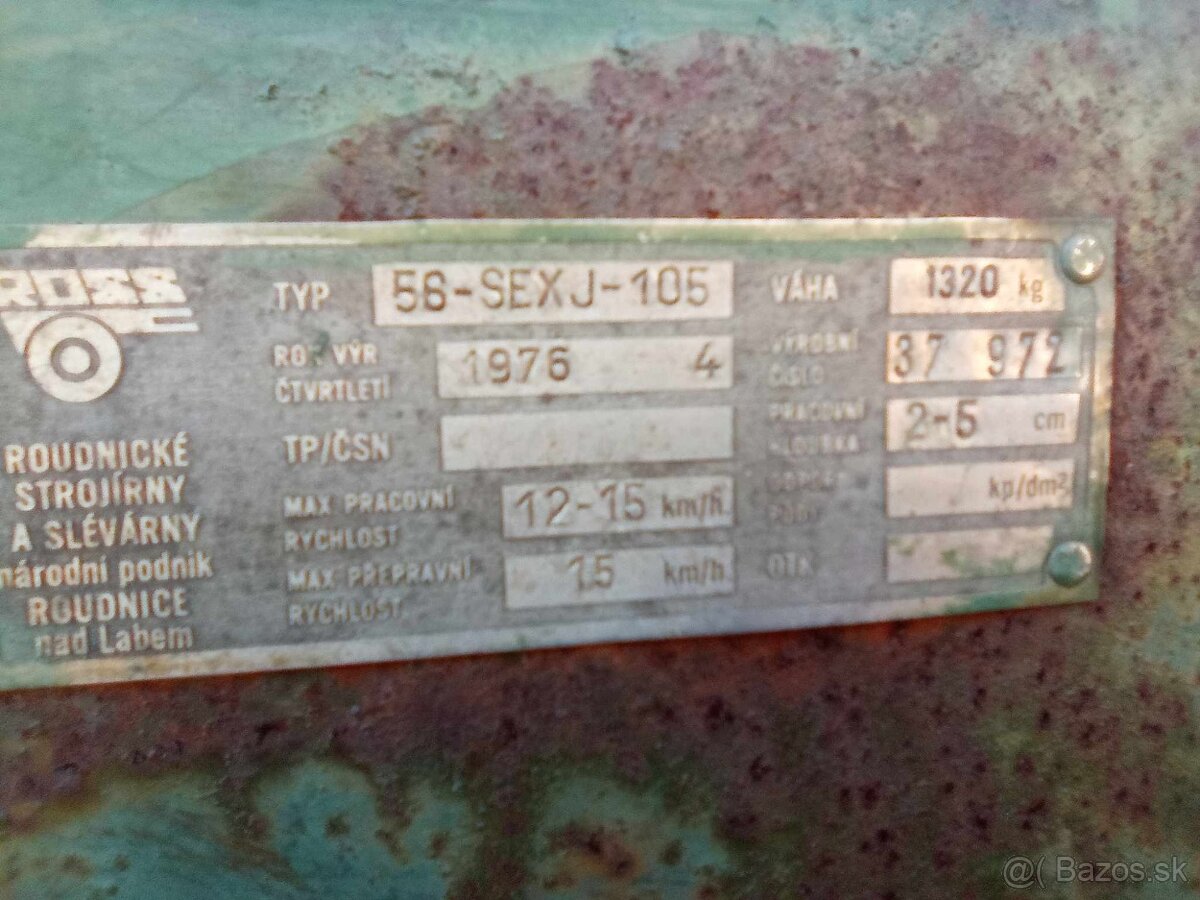 ROSS
ROUDNICKÉ
STROJÍRNY
A SLÉVÁRNY
národní podnik
ROUDNICE
nad Labem
TYP 56-SEXJ-105
ROK VÝR 1976 4
ČTVRTLETÍ
TP/ČSN
MAX PRACOVNÍ 12-15 km/h
RYCHLOST
MAX PŘEPRAVNÍ 15 km/h
RYCHLOST
VÁHA 1320 kg
VÝROBNÍ 37 972
ČÍSLO
PRACOVNÍ 2-5 cm
HLOUBKA
kp/dm²
OTK
@( Bazos.sk